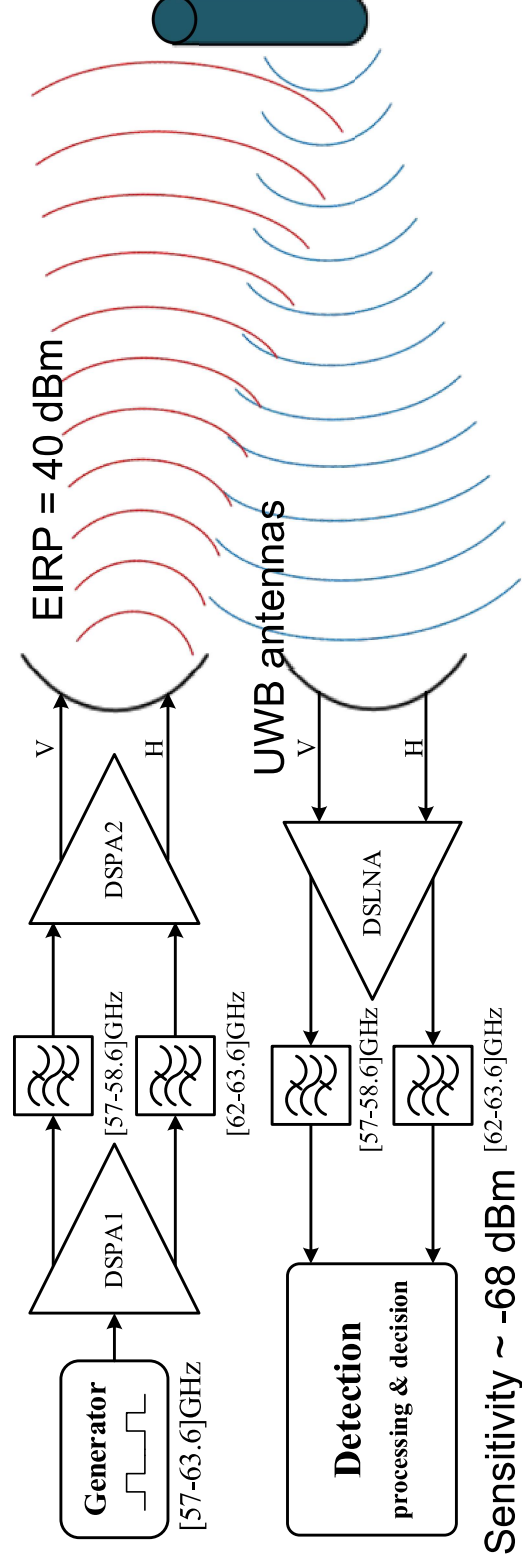 Generator
[57-63.6]GHz
DSPA1
[57-58.6]GHz
[62-63.6]GHz
DSPA2
V
H
EIRP = 40 dBm
UWB antennas
V
H
DSLNA
[57-58.6]GHz
[62-63.6]GHz
Detection
processing & decision
Sensitivity ~ -68 dBm